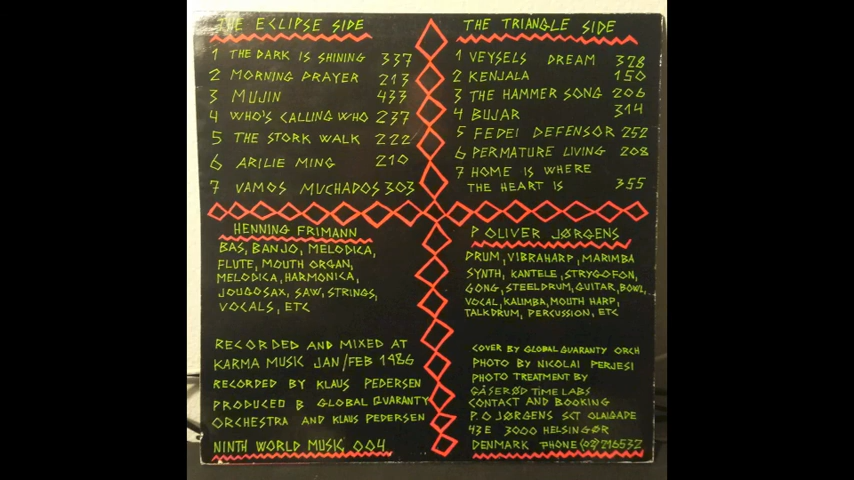 THE ECLIPSE SIDE
1 THE DARK IS SHINING 337
2 MORNING PRAYER 213
3 MUJIN 433
4 WHO'S CALLING WHO 237
5 THE STORK WALK 222
6 ARILIE MING 210
7 VAMOS MUCHADOS 303
THE TRIANGLE SIDE
1 VEYSELS DREAM 328
2 KENJALA 150
3 THE HAMMER SONG 206
4 BUJAR 314
5 FEDEI DEFENSOR 252
6 PERMATURE LIVING 208
7 HOME IS WHERE
THE HEART IS 355
HENNING FRIMANN
BAS, BANJO, MELODICA,
FLUTE, MOUTH ORGAN,
MELODICA, HARMONICA,
JOUGOSAX, SAW, STRINGS,
VOCALS, ETC
RECORDED AND MIXED AT
KARMA MUSIC JAN/FEB 1986
RECORDED BY KLAUS PEDERSEN
PRODUCED B GLOBAL GUARANTY
ORCHESTRA AND KLAUS PEDERSEN
NINTH WORLD MUSIC 004
P OLIVER JØRGENS
DRUM, VIBRAHARP, MARIMBA
SYNTH, KANTELE, STRYGOFON,
GONG, STEELDRUM, GUITAR, BOWL,
VOCAL, KALIMBA, MOUTH HARP,
TALKDRUM, PERCUSSION, ETC
COVER BY GLOBAL GUARANTY ORCH
PHOTO BY NICOLAI PERJESI
PHOTO TREATMENT BY
GÅSERØD TIME LABS
CONTACT AND BOOKING
P.O JØRGENS SCT OLAIGADE
43 E 3000 HELSINGØR
DENMARK PHONE (02) 216532